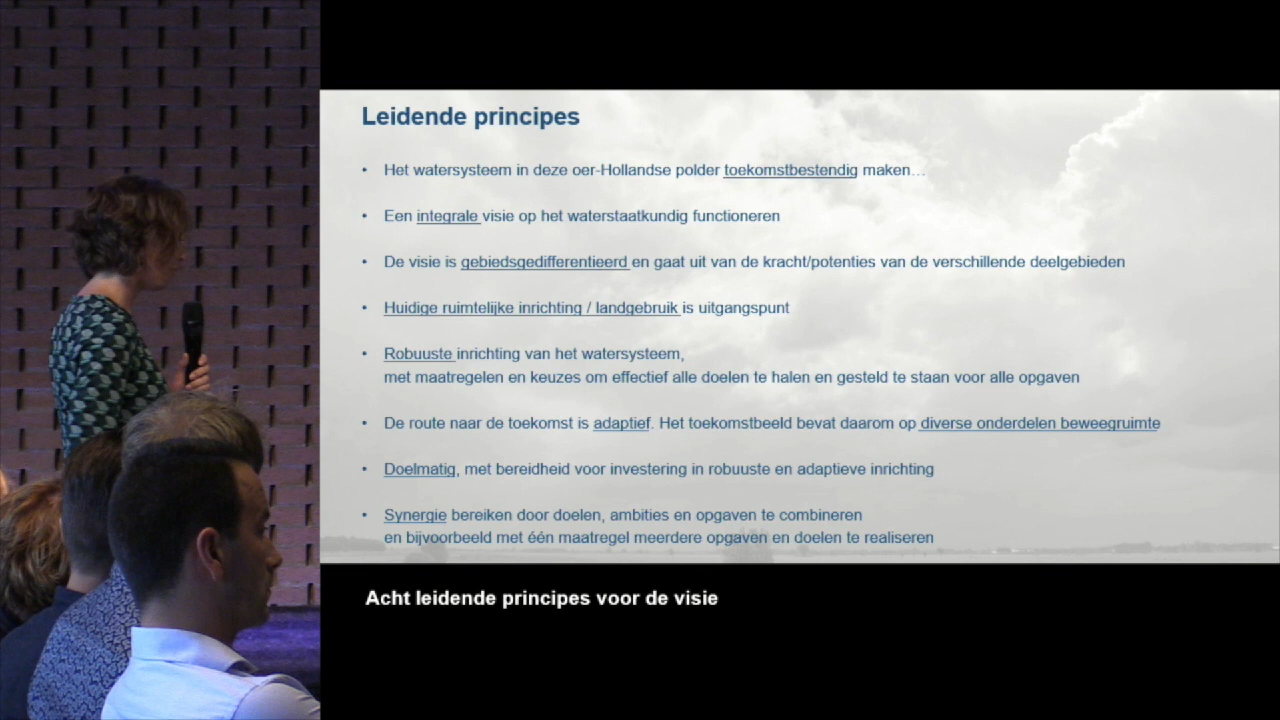 Leidende principes
• Het watersysteem in deze oer-Hollandse polder toekomstbestendig maken…
• Een integrale visie op het waterstaatkundig functioneren
• De visie is gebiedsgedifferentieerd en gaat uit van de kracht/potenties van de verschillende deelgebieden
• Huidige ruimtelijke inrichting / landgebruik is uitgangspunt
• Robuuste inrichting van het watersysteem,
met maatregelen en keuzes om effectief alle doelen te halen en gesteld te staan voor alle opgaven
• De route naar de toekomst is adaptief. Het toekomstbeeld bevat daarom op diverse onderdelen beweegruimte
• Doelmatig, met bereidheid voor investering in robuuste en adaptieve inrichting
• Synergie bereiken door doelen, ambities en opgaven te combineren
en bijvoorbeeld met één maatregel meerdere opgaven en doelen te realiseren
Acht leidende principes voor de visie